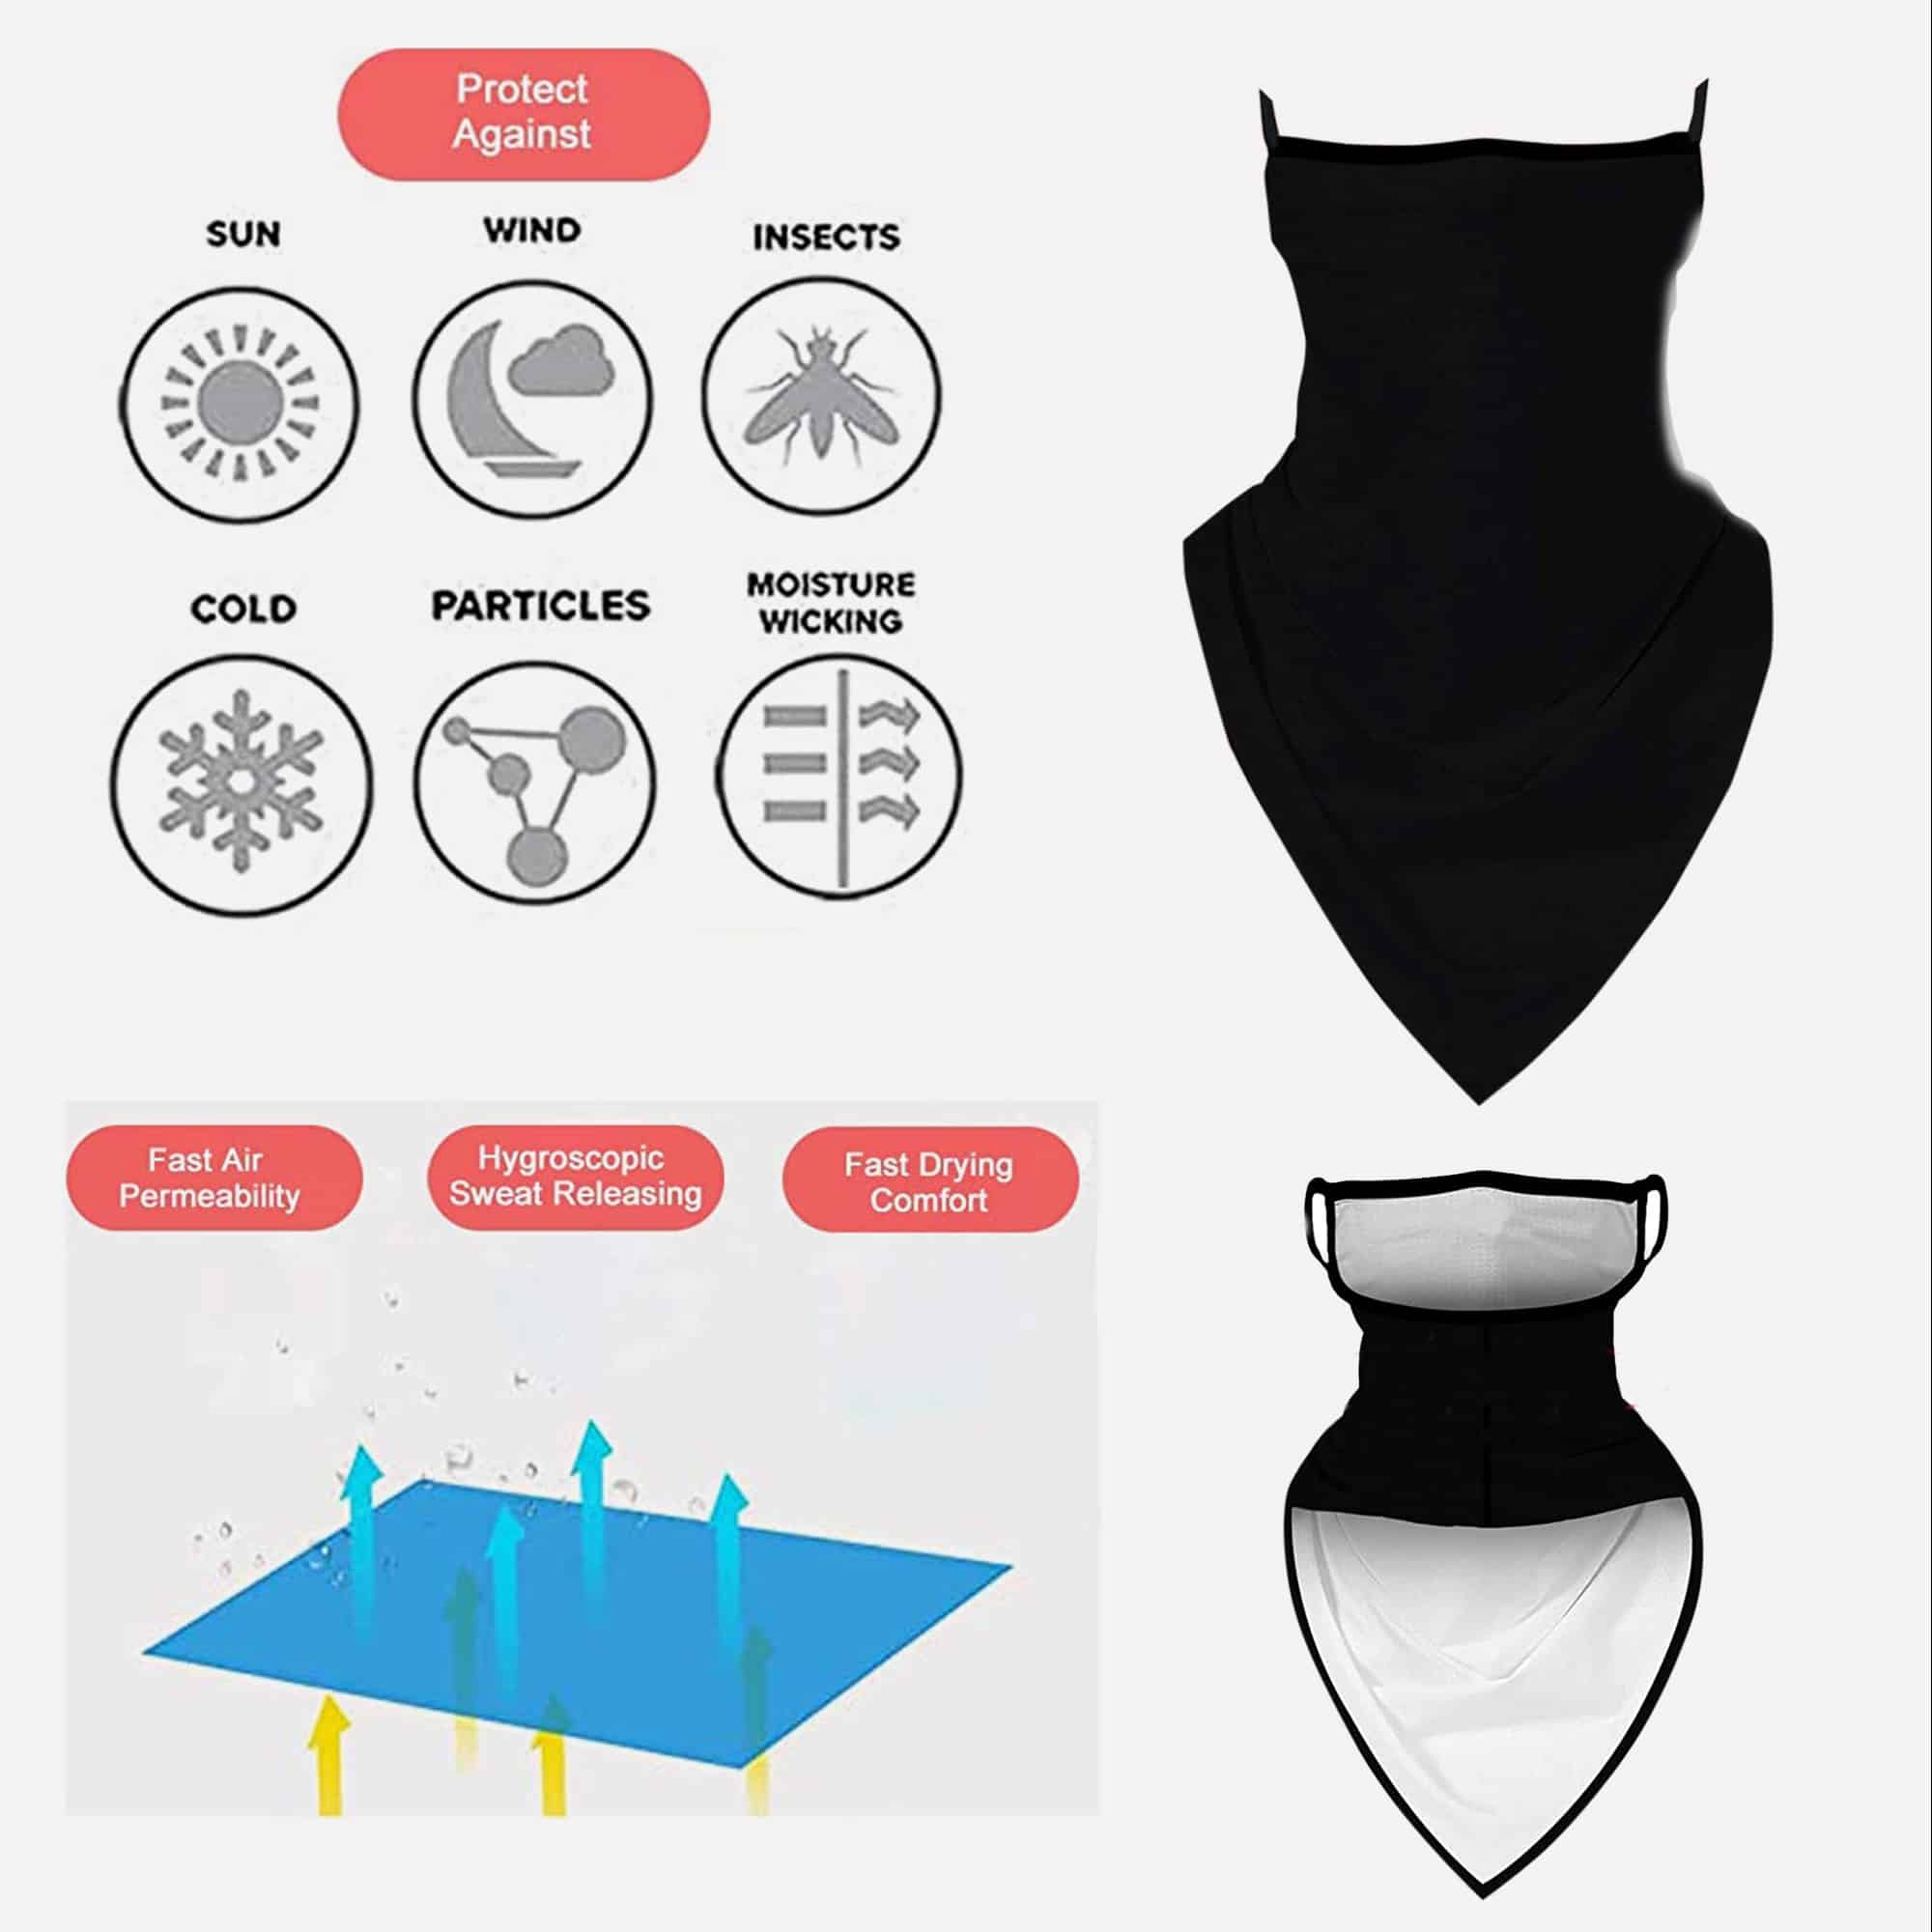 Protect
Against
SUN
WIND
INSECTS
COLD
PARTICLES
MOISTURE
WICKING
Fast Air
Permeability
Hygroscopic
Sweat Releasing
Fast Drying
Comfort